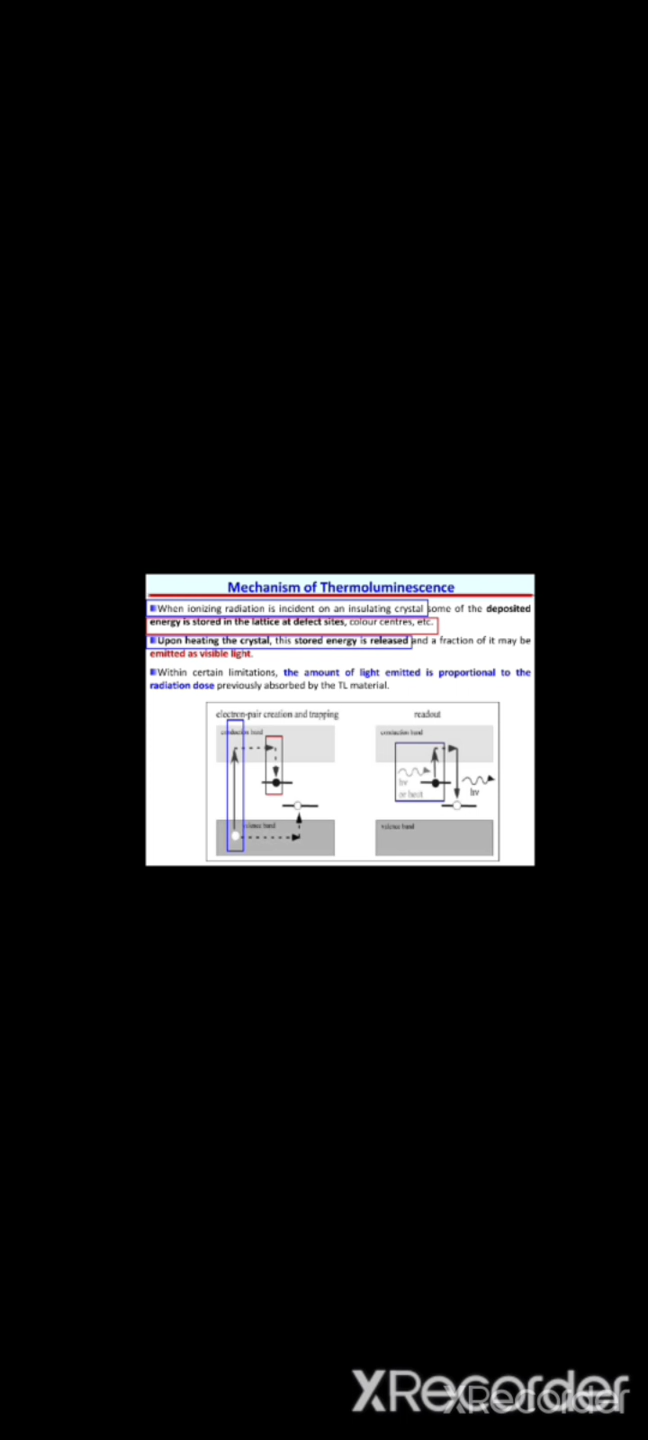 Mechanism of Thermoluminescence
When ionizing radiation is incident on an insulating crystal some of the deposited
energy is stored in the lattice at defect sites, colour centres, etc.
Upon heating the crystal, this stored energy is released and a fraction of it may be
emitted as visible light.
Within certain limitations, the amount of light emitted is proportional to the
radiation dose previously absorbed by the TL material.
electron-pair creation and trapping
readout
conduction band
conduction band
hν
or heat
hν
valence band
valence band
XRecorder
XRecorder